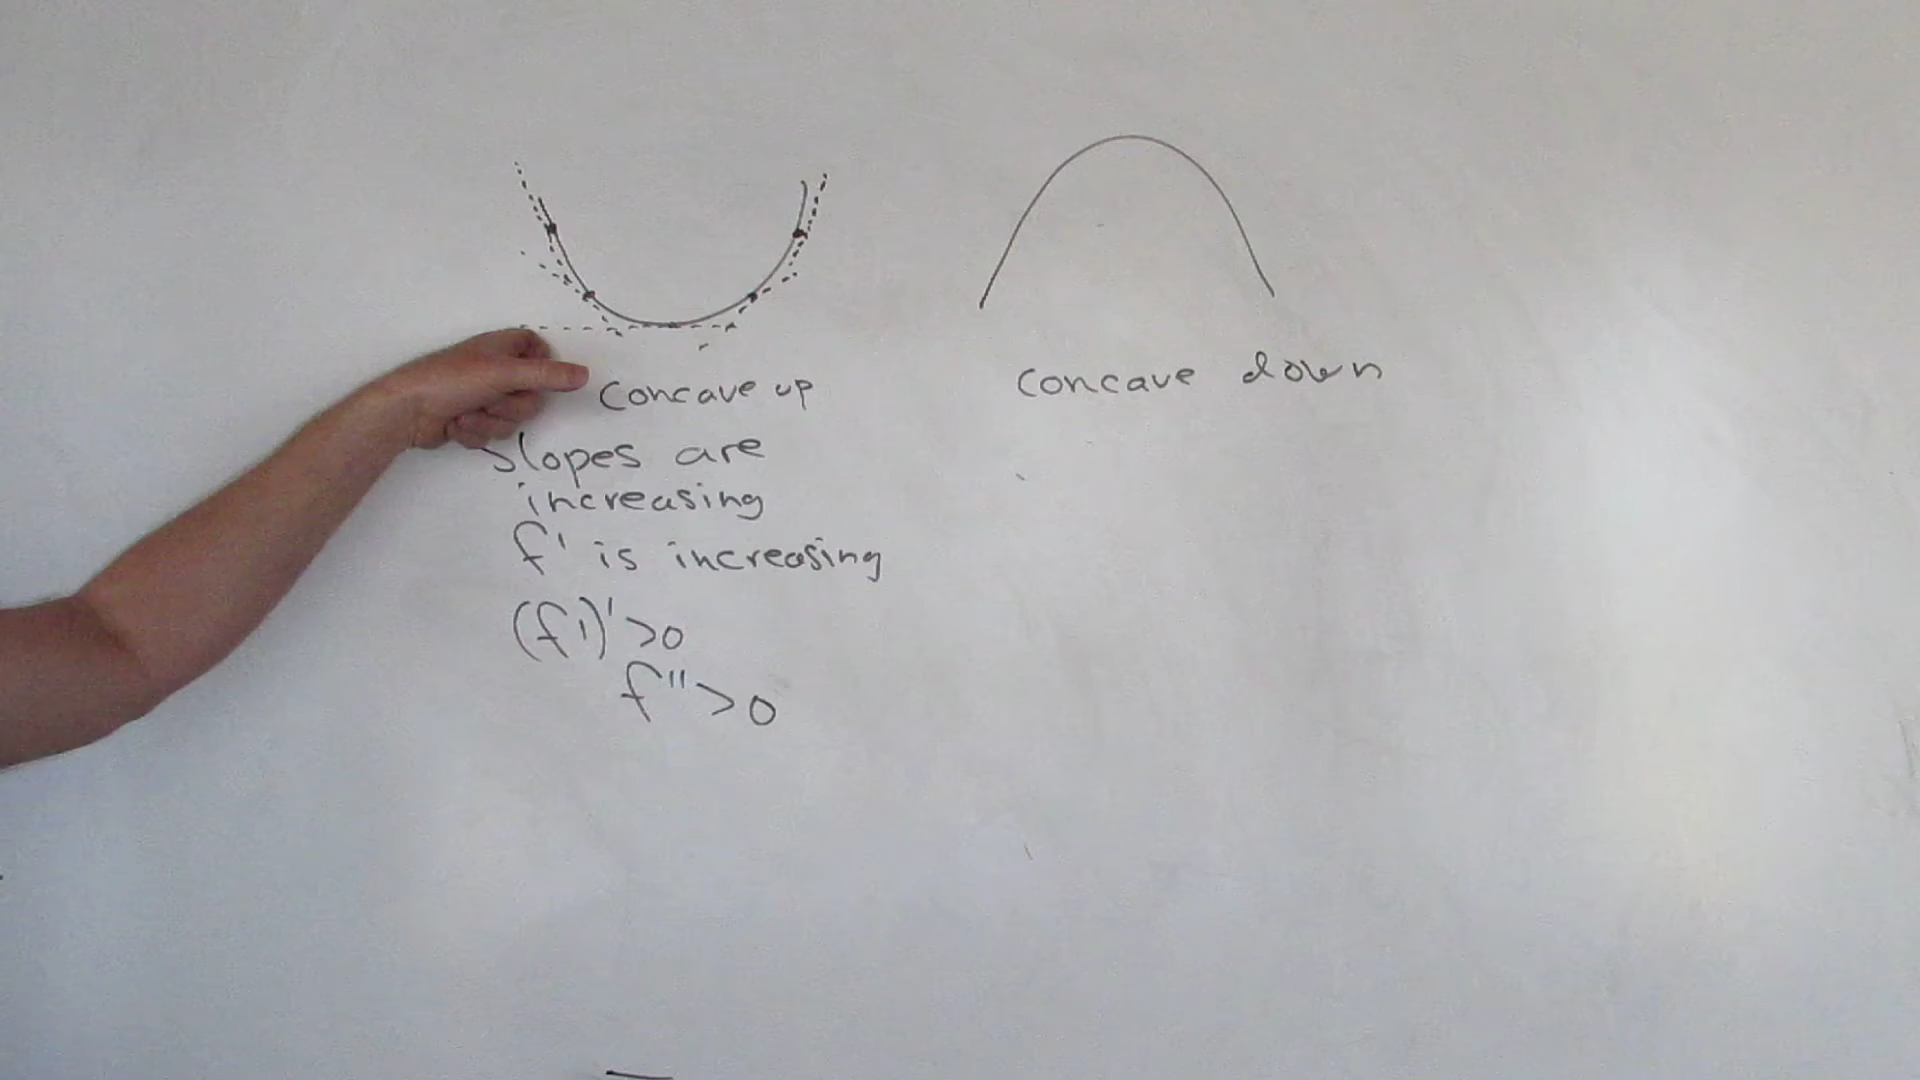 concave up
concave down
Slopes are
increasing
f' is increasing
(f')' >0
f'' >0